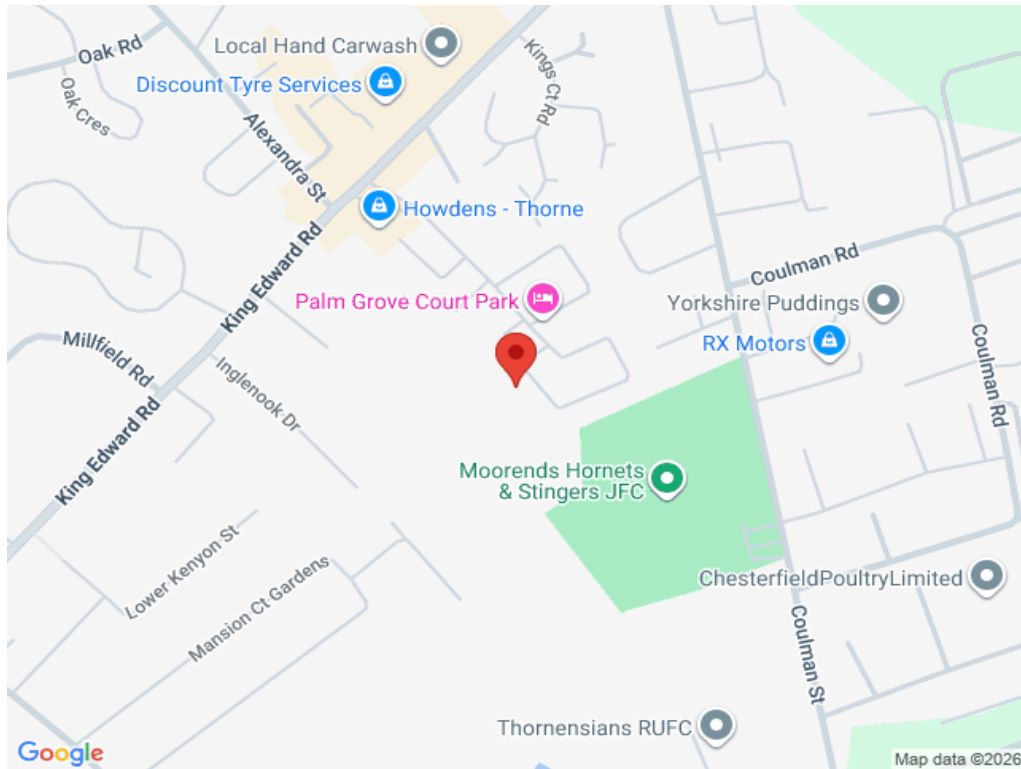 Oak Rd
Local Hand Carwash
Kings Ct Rd
Discount Tyre Services
Oak Cres
Alexandra St
Howdens - Thorne
King Edward Rd
Coulman Rd
Palm Grove Court Park
Yorkshire Puddings
RX Motors
Millfield Rd
Inglenook Dr
Coulman Rd
King Edward Rd
Moorends Hornets
& Stingers JFC
Lower Kenyon St
Mansion Ct Gardens
ChesterfieldPoultryLimited
Coulman St
Thornensians RUFC
Google
Map data ©2026